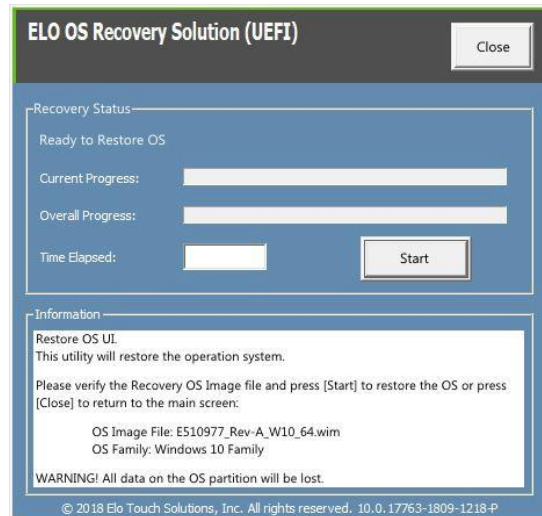 ELO OS Recovery Solution (UEFI)
Close
Recovery Status
Ready to Restore OS
Current Progress:
Overall Progress:
Time Elapsed:
Start
Information
Restore OS UI.
This utility will restore the operation system.
Please verify the Recovery OS Image file and press [Start] to restore the OS or press
[Close] to return to the main screen:
OS Image File: E510977_Rev-A_W10_64.wim
OS Family: Windows 10 Family
WARNING! All data on the OS partition will be lost.
© 2018 Elo Touch Solutions, Inc. All rights reserved. 10.0.17763-1809-1218-P